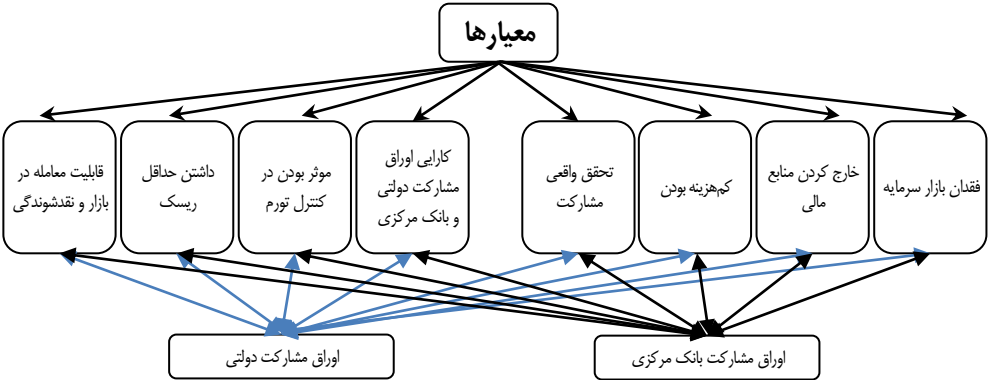 معیارها
فقدان بازار سرمایه
خارج کردن منابع
مالی
کم‌هزینه بودن
تحقق واقعی
مشارکت
کارایی اوراق
مشارکت دولتی
و بانک مرکزی
موثر بودن در
کنترل تورم
داشتن حداقل
ریسک
قابلیت معامله در
بازار و نقدشوندگی
اوراق مشارکت بانک مرکزی
اوراق مشارکت دولتی